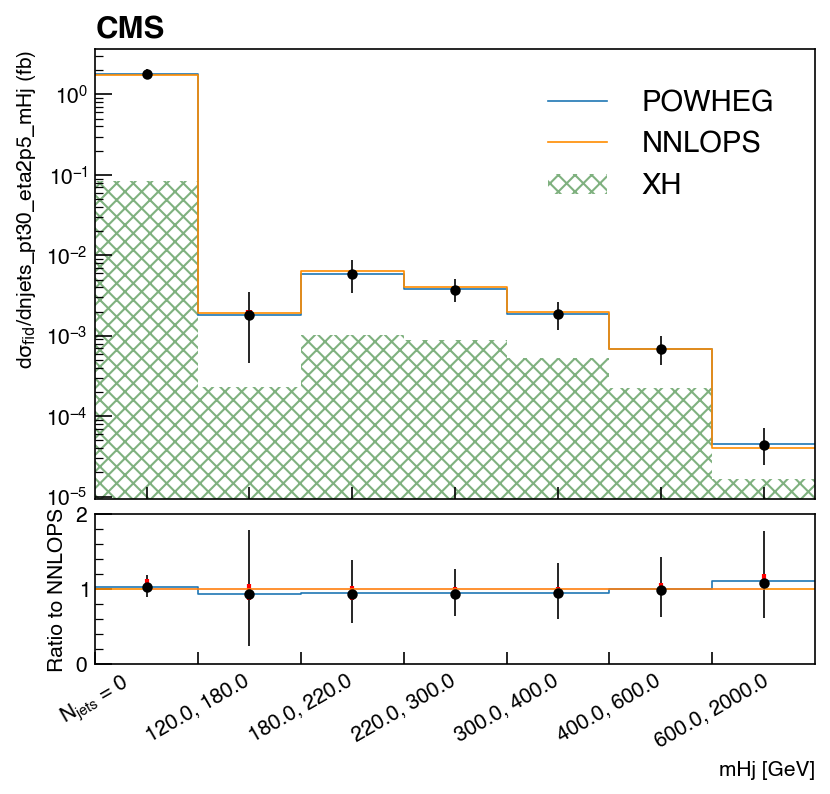 CMS
dσfid/dnjets_pt30_eta2p5_mHj (fb)
10⁰
10⁻¹
10⁻²
10⁻³
10⁻⁴
10⁻⁵
POWHEG
NNLOPS
XH
Ratio to NNLOPS
2
1
0
Njets = 0
120.0, 180.0
180.0, 220.0
220.0, 300.0
300.0, 400.0
400.0, 600.0
600.0, 2000.0
mHj [GeV]